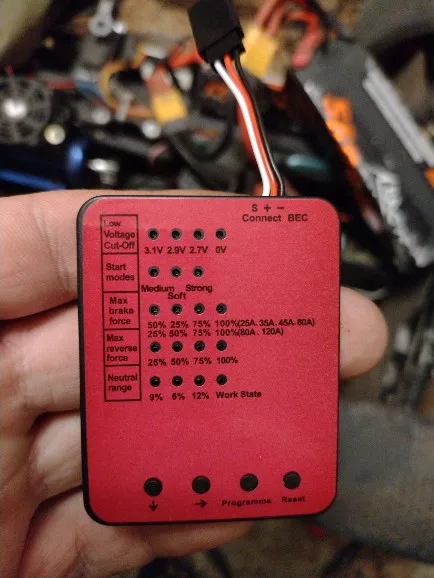 S + -
Connect BEC
Low
Voltage
Cut-Off
3.1V 2.9V 2.7V 0V
Start
modes
Medium Strong
Soft
Max
brake
force
50% 25% 75% 100%(25A. 35A. 45A. 60A)
25% 50% 75% 100%(80A. 120A)
Max
reverse
force
25% 50% 75% 100%
Neutral
range
9% 6% 12% Work State
↓ → Programme Reset